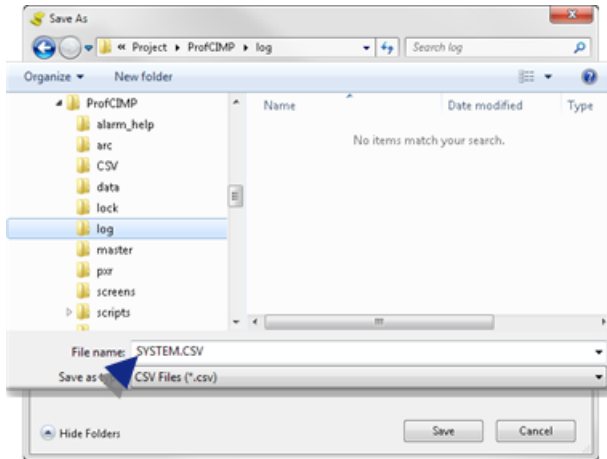 Save As
« Project ▸ ProfCIMP ▸ log
Search log
Organize
New folder
ProfCIMP
alarm_help
arc
CSV
data
lock
log
master
pxr
screens
scripts
Name
Date modified
Type
No items match your search.
File name: SYSTEM.CSV
Save as CSV Files (*.csv)
Hide Folders
Save
Cancel